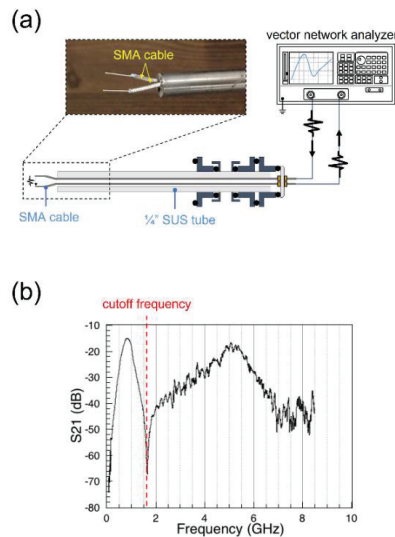 (a)
SMA cable
vector network analyzer
SMA cable
¼" SUS tube
(b)
cutoff frequency
S21 (dB)
-10
-20
-30
-40
-50
-60
-70
-80
0
2
4
6
8
10
Frequency (GHz)